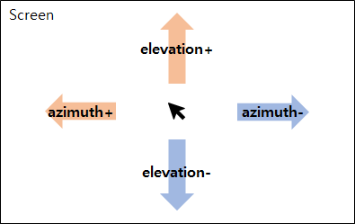 Screen
elevation+
azimuth+
azimuth-
elevation-